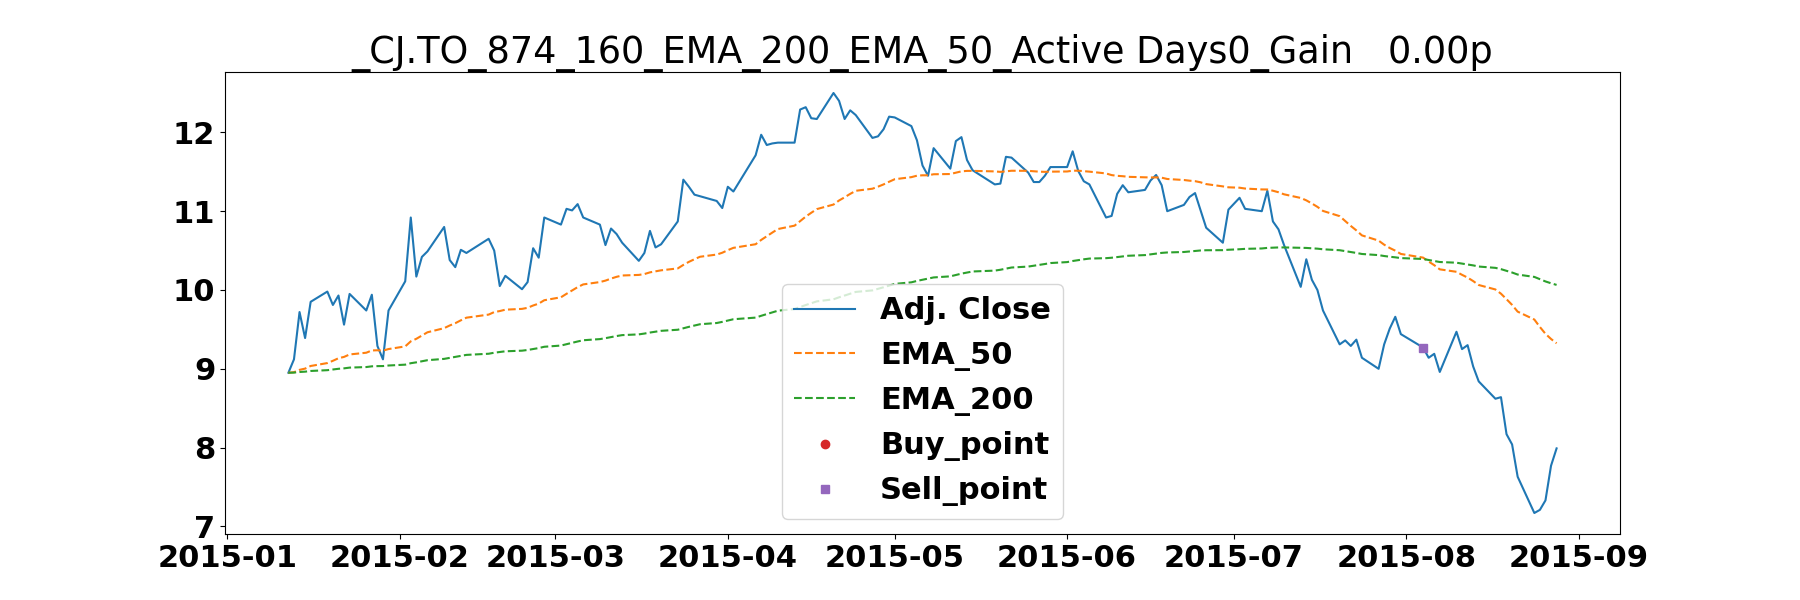 _CJ.TO_874_160_EMA_200_EMA_50_Active Days0_Gain   0.00p
12
11
10
9
8
7
Adj. Close
EMA_50
EMA_200
Buy_point
Sell_point
2015-01 2015-02 2015-03 2015-04 2015-05 2015-06 2015-07 2015-08 2015-09